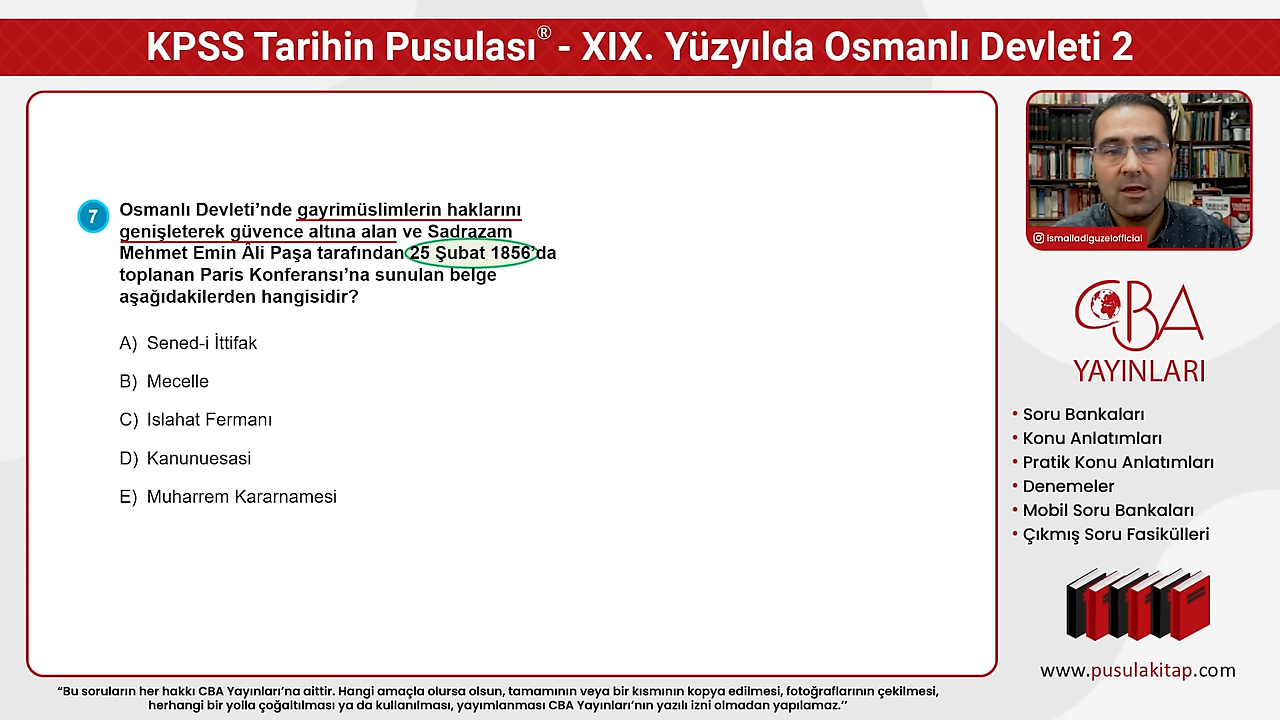 KPSS Tarihin Pusulası® - XIX. Yüzyılda Osmanlı Devleti 2
7
Osmanlı Devleti’nde gayrimüslimlerin haklarını
genişleterek güvence altına alan ve Sadrazam
Mehmet Emin Âli Paşa tarafından 25 Şubat 1856’da
toplanan Paris Konferansı’na sunulan belge
aşağıdakilerden hangisidir?
A) Sened-i İttifak
B) Mecelle
C) Islahat Fermanı
D) Kanunuesasi
E) Muharrem Kararnamesi
ismailadiguzelofficial
CBA
YAYINLARI
• Soru Bankaları
• Konu Anlatımları
• Pratik Konu Anlatımları
• Denemeler
• Mobil Soru Bankaları
• Çıkmış Soru Fasikülleri
www.pusulakitap.com
“Bu soruların her hakkı CBA Yayınları’na aittir. Hangi amaçla olursa olsun, tamamının veya bir kısmının kopya edilmesi, fotoğraflarının çekilmesi,
herhangi bir yolla çoğaltılması ya da kullanılması, yayımlanması CBA Yayınları’nın yazılı izni olmadan yapılamaz.’’